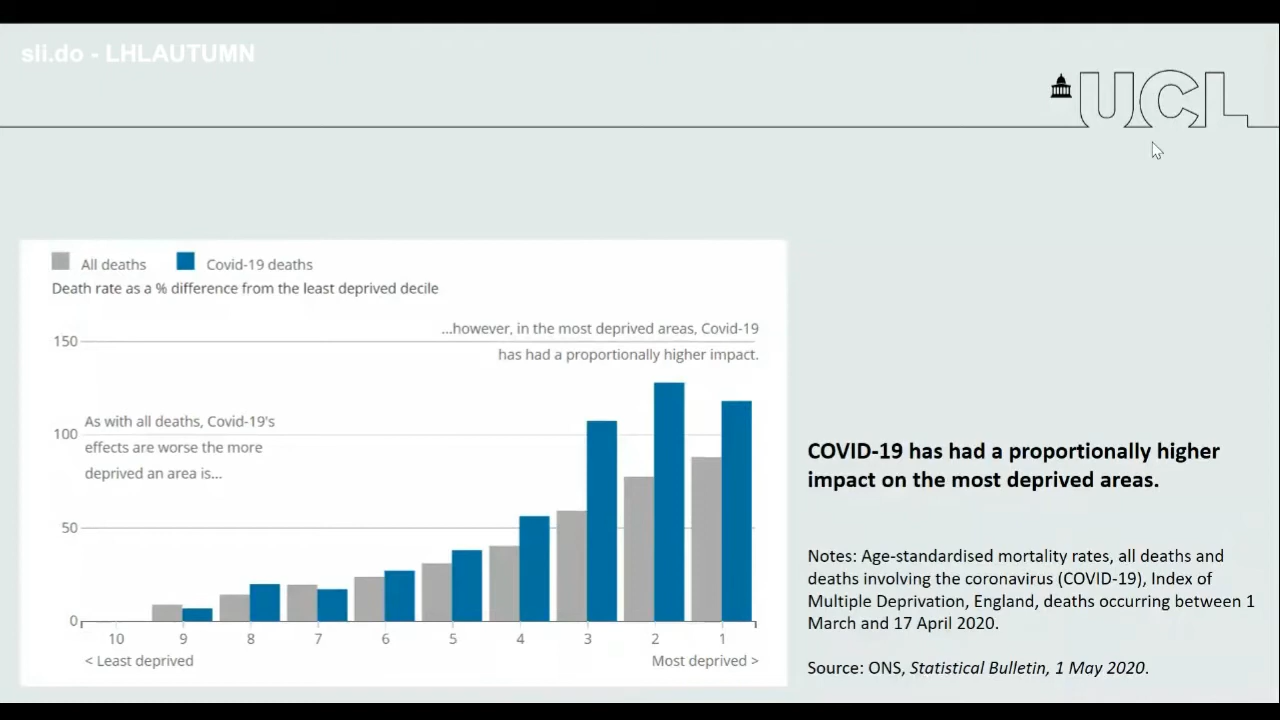 sli.do - LHLAUTUMN
UCL
All deaths Covid-19 deaths
Death rate as a % difference from the least deprived decile
...however, in the most deprived areas, Covid-19
has had a proportionally higher impact.
As with all deaths, Covid-19's
effects are worse the more
deprived an area is...
150
100
50
0
10 9 8 7 6 5 4 3 2 1
< Least deprived Most deprived >
COVID-19 has had a proportionally higher
impact on the most deprived areas.
Notes: Age-standardised mortality rates, all deaths and
deaths involving the coronavirus (COVID-19), Index of
Multiple Deprivation, England, deaths occurring between 1
March and 17 April 2020.
Source: ONS, Statistical Bulletin, 1 May 2020.